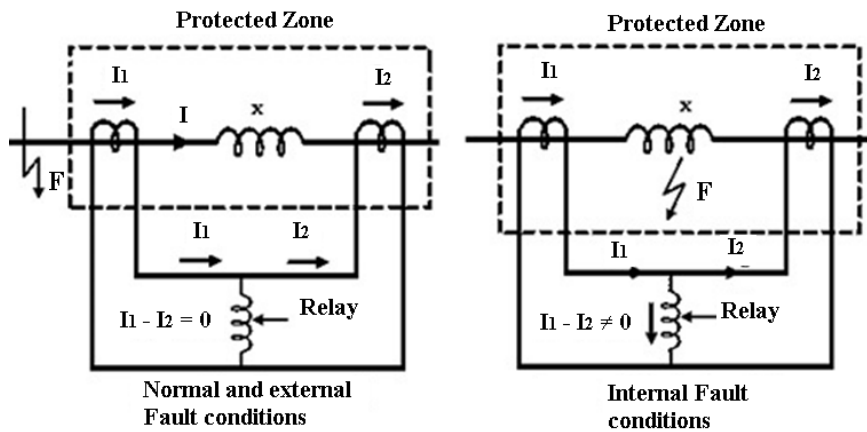 Protected Zone
I1
I2
I
x
F
I1
I2
I1 - I2 = 0
Relay
Normal and external
Fault conditions
Protected Zone
I1
I2
x
F
I1
I2
I1 - I2 ≠ 0
Relay
Internal Fault
conditions